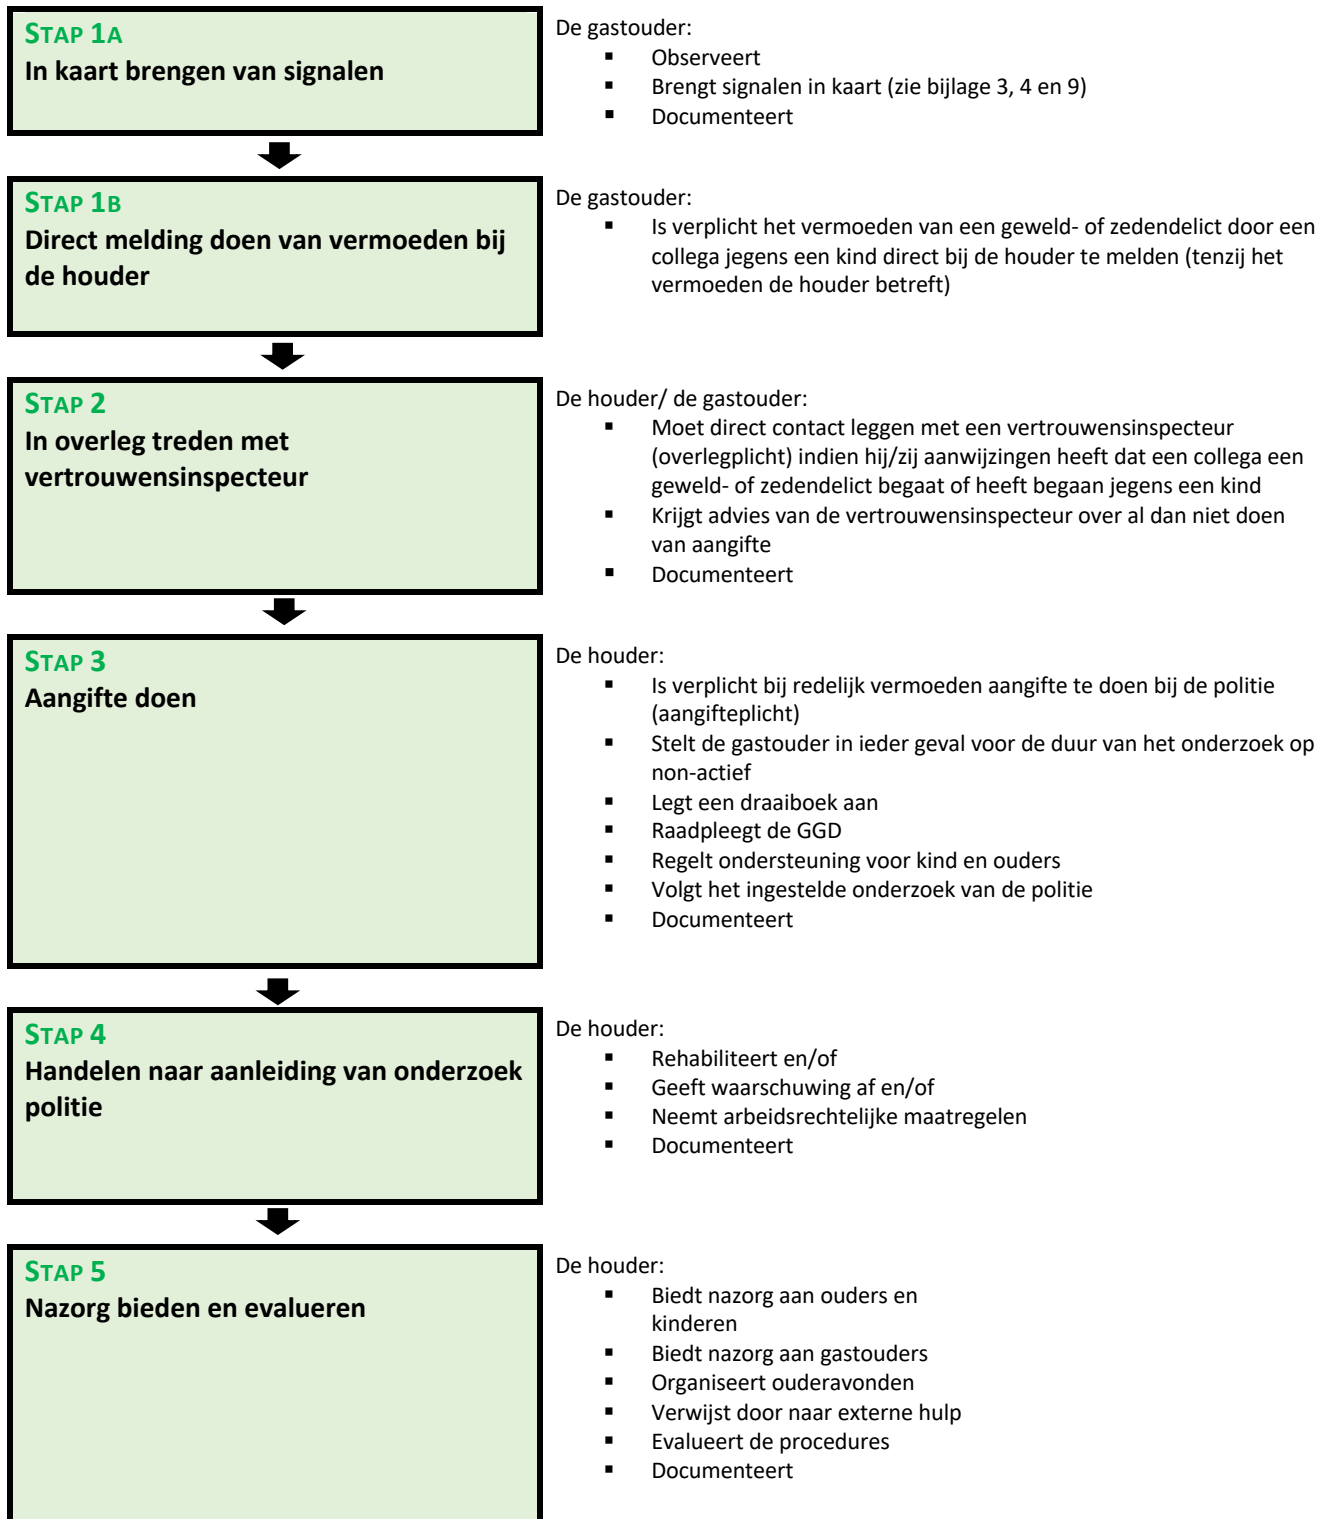 STAP 1A
In kaart brengen van signalen
De gastouder:
▪ Observeert
▪ Brengt signalen in kaart (zie bijlage 3, 4 en 9)
▪ Documenteert
STAP 1B
Direct melding doen van vermoeden bij
de houder
De gastouder:
▪ Is verplicht het vermoeden van een geweld- of zedendelict door een
collega jegens een kind direct bij de houder te melden (tenzij het
vermoeden de houder betreft)
STAP 2
In overleg treden met
vertrouwensinspecteur
De houder/ de gastouder:
▪ Moet direct contact leggen met een vertrouwensinspecteur
(overlegplicht) indien hij/zij aanwijzingen heeft dat een collega een
geweld- of zedendelict begaat of heeft begaan jegens een kind
▪ Krijgt advies van de vertrouwensinspecteur over al dan niet doen
van aangifte
▪ Documenteert
STAP 3
Aangifte doen
De houder:
▪ Is verplicht bij redelijk vermoeden aangifte te doen bij de politie
(aangifteplicht)
▪ Stelt de gastouder in ieder geval voor de duur van het onderzoek op
non-actief
▪ Legt een draaiboek aan
▪ Raadpleegt de GGD
▪ Regelt ondersteuning voor kind en ouders
▪ Volgt het ingestelde onderzoek van de politie
▪ Documenteert
STAP 4
Handelen naar aanleiding van onderzoek
politie
De houder:
▪ Rehabiliteert en/of
▪ Geeft waarschuwing af en/of
▪ Neemt arbeidsrechtelijke maatregelen
▪ Documenteert
STAP 5
Nazorg bieden en evalueren
De houder:
▪ Biedt nazorg aan ouders en
kinderen
▪ Biedt nazorg aan gastouders
▪ Organiseert ouderavonden
▪ Verwijst door naar externe hulp
▪ Evalueert de procedures
▪ Documenteert